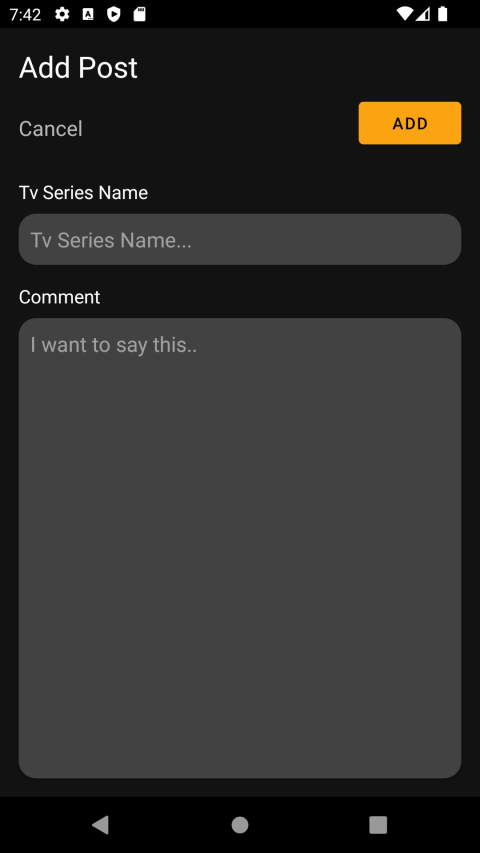 7:42
Add Post
Cancel
ADD
Tv Series Name
Tv Series Name...
Comment
I want to say this..